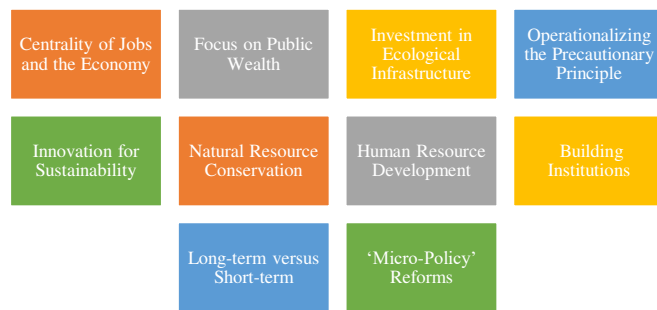 Centrality of Jobs
and the Economy
Focus on Public
Wealth
Investment in
Ecological
Infrastructure
Operationalizing
the Precautionary
Principle
Innovation for
Sustainability
Natural Resource
Conservation
Human Resource
Development
Building
Institutions
Long-term versus
Short-term
‘Micro-Policy’
Reforms